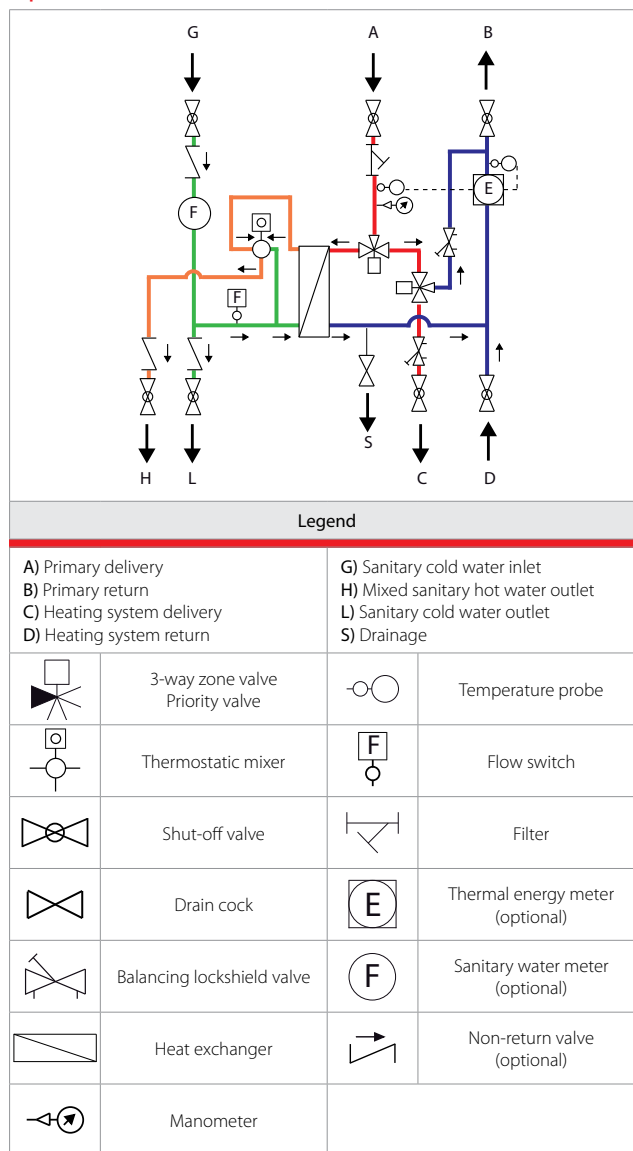 G A B
F
E
F
S
H L C D
Legend
A) Primary delivery
B) Primary return
C) Heating system delivery
D) Heating system return
G) Sanitary cold water inlet
H) Mixed sanitary hot water outlet
L) Sanitary cold water outlet
S) Drainage
3-way zone valve
Priority valve
Temperature probe
Thermostatic mixer
F
Flow switch
Shut-off valve
Filter
Drain cock
E
Thermal energy meter
(optional)
Balancing lockshield valve
F
Sanitary water meter
(optional)
Heat exchanger
Non-return valve
(optional)
Manometer